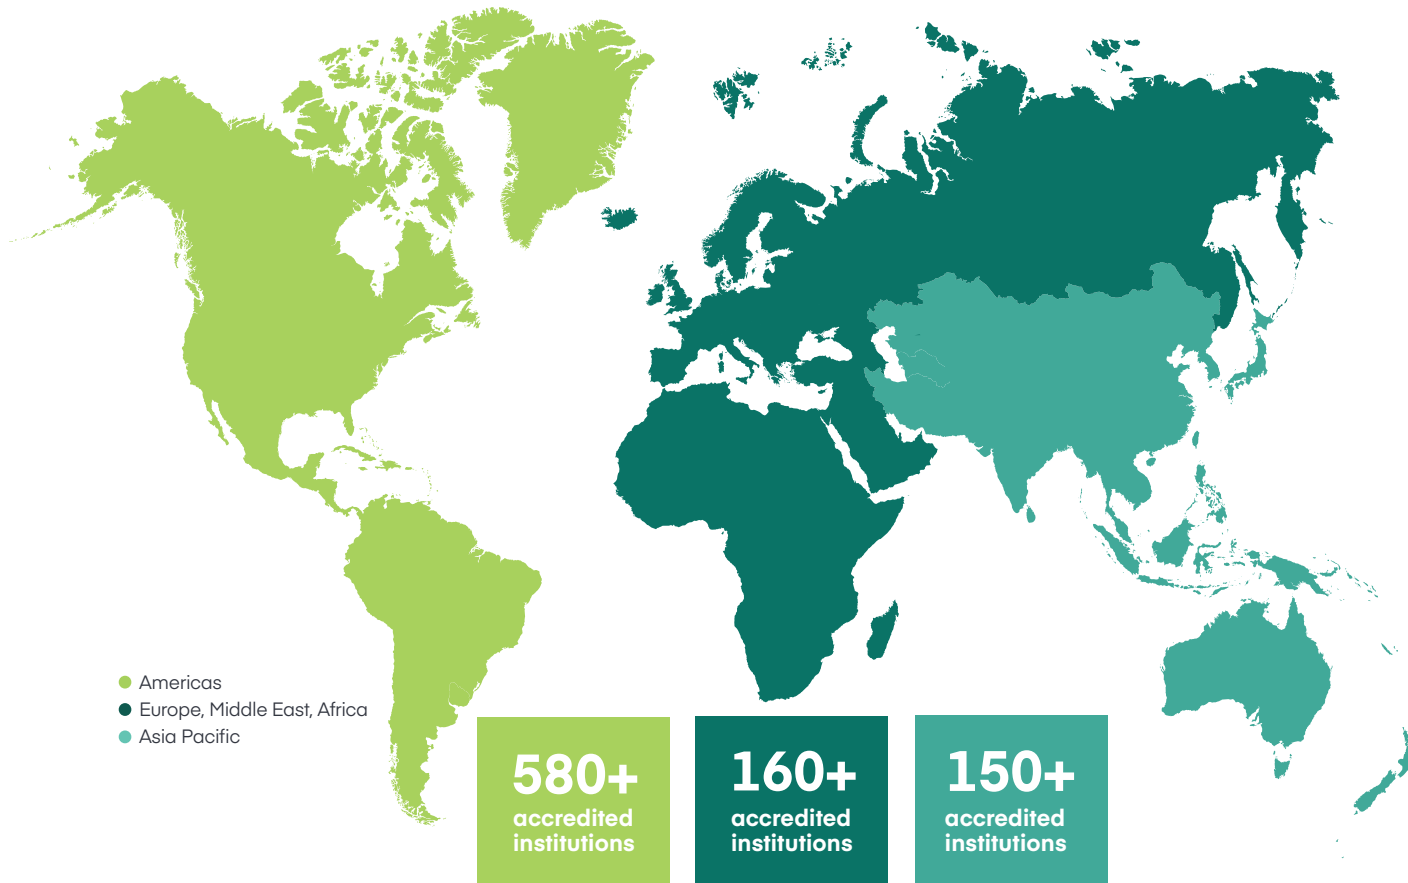 Americas
Europe, Middle East, Africa
Asia Pacific
580+
accredited
institutions
160+
accredited
institutions
150+
accredited
institutions